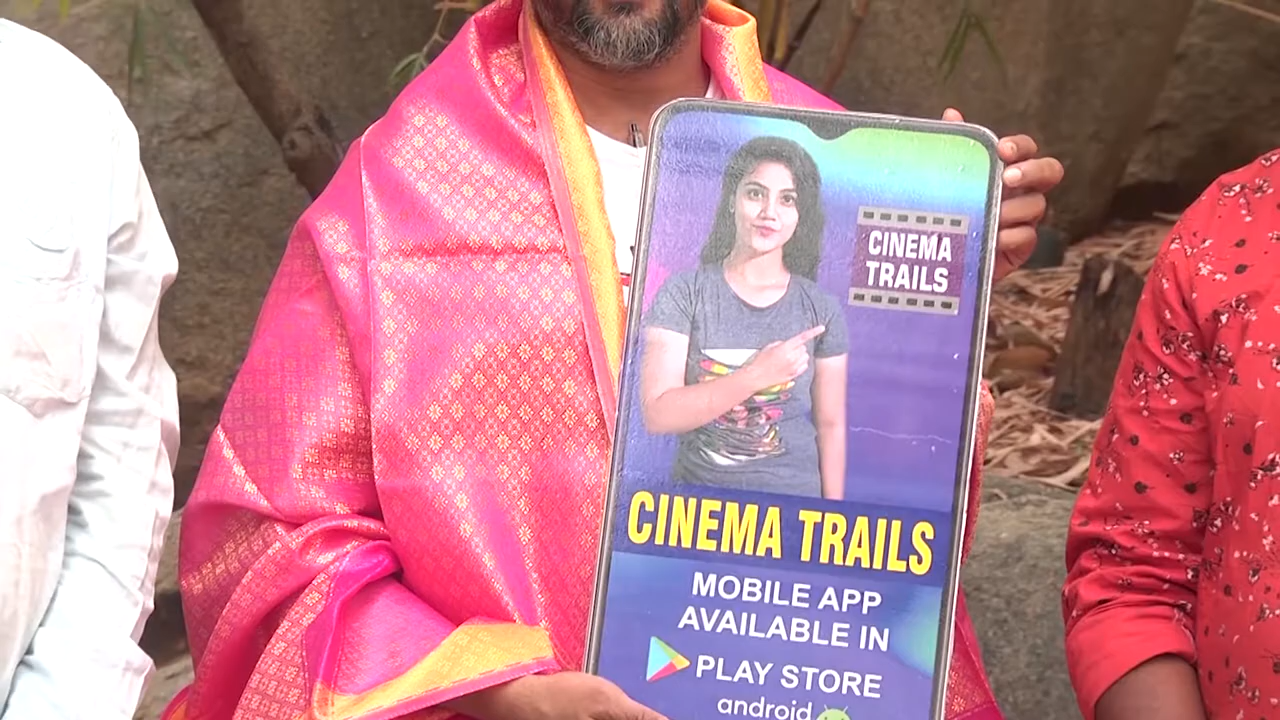 CINEMA
TRAILS
CINEMA TRAILS
MOBILE APP
AVAILABLE IN
PLAY STORE
android